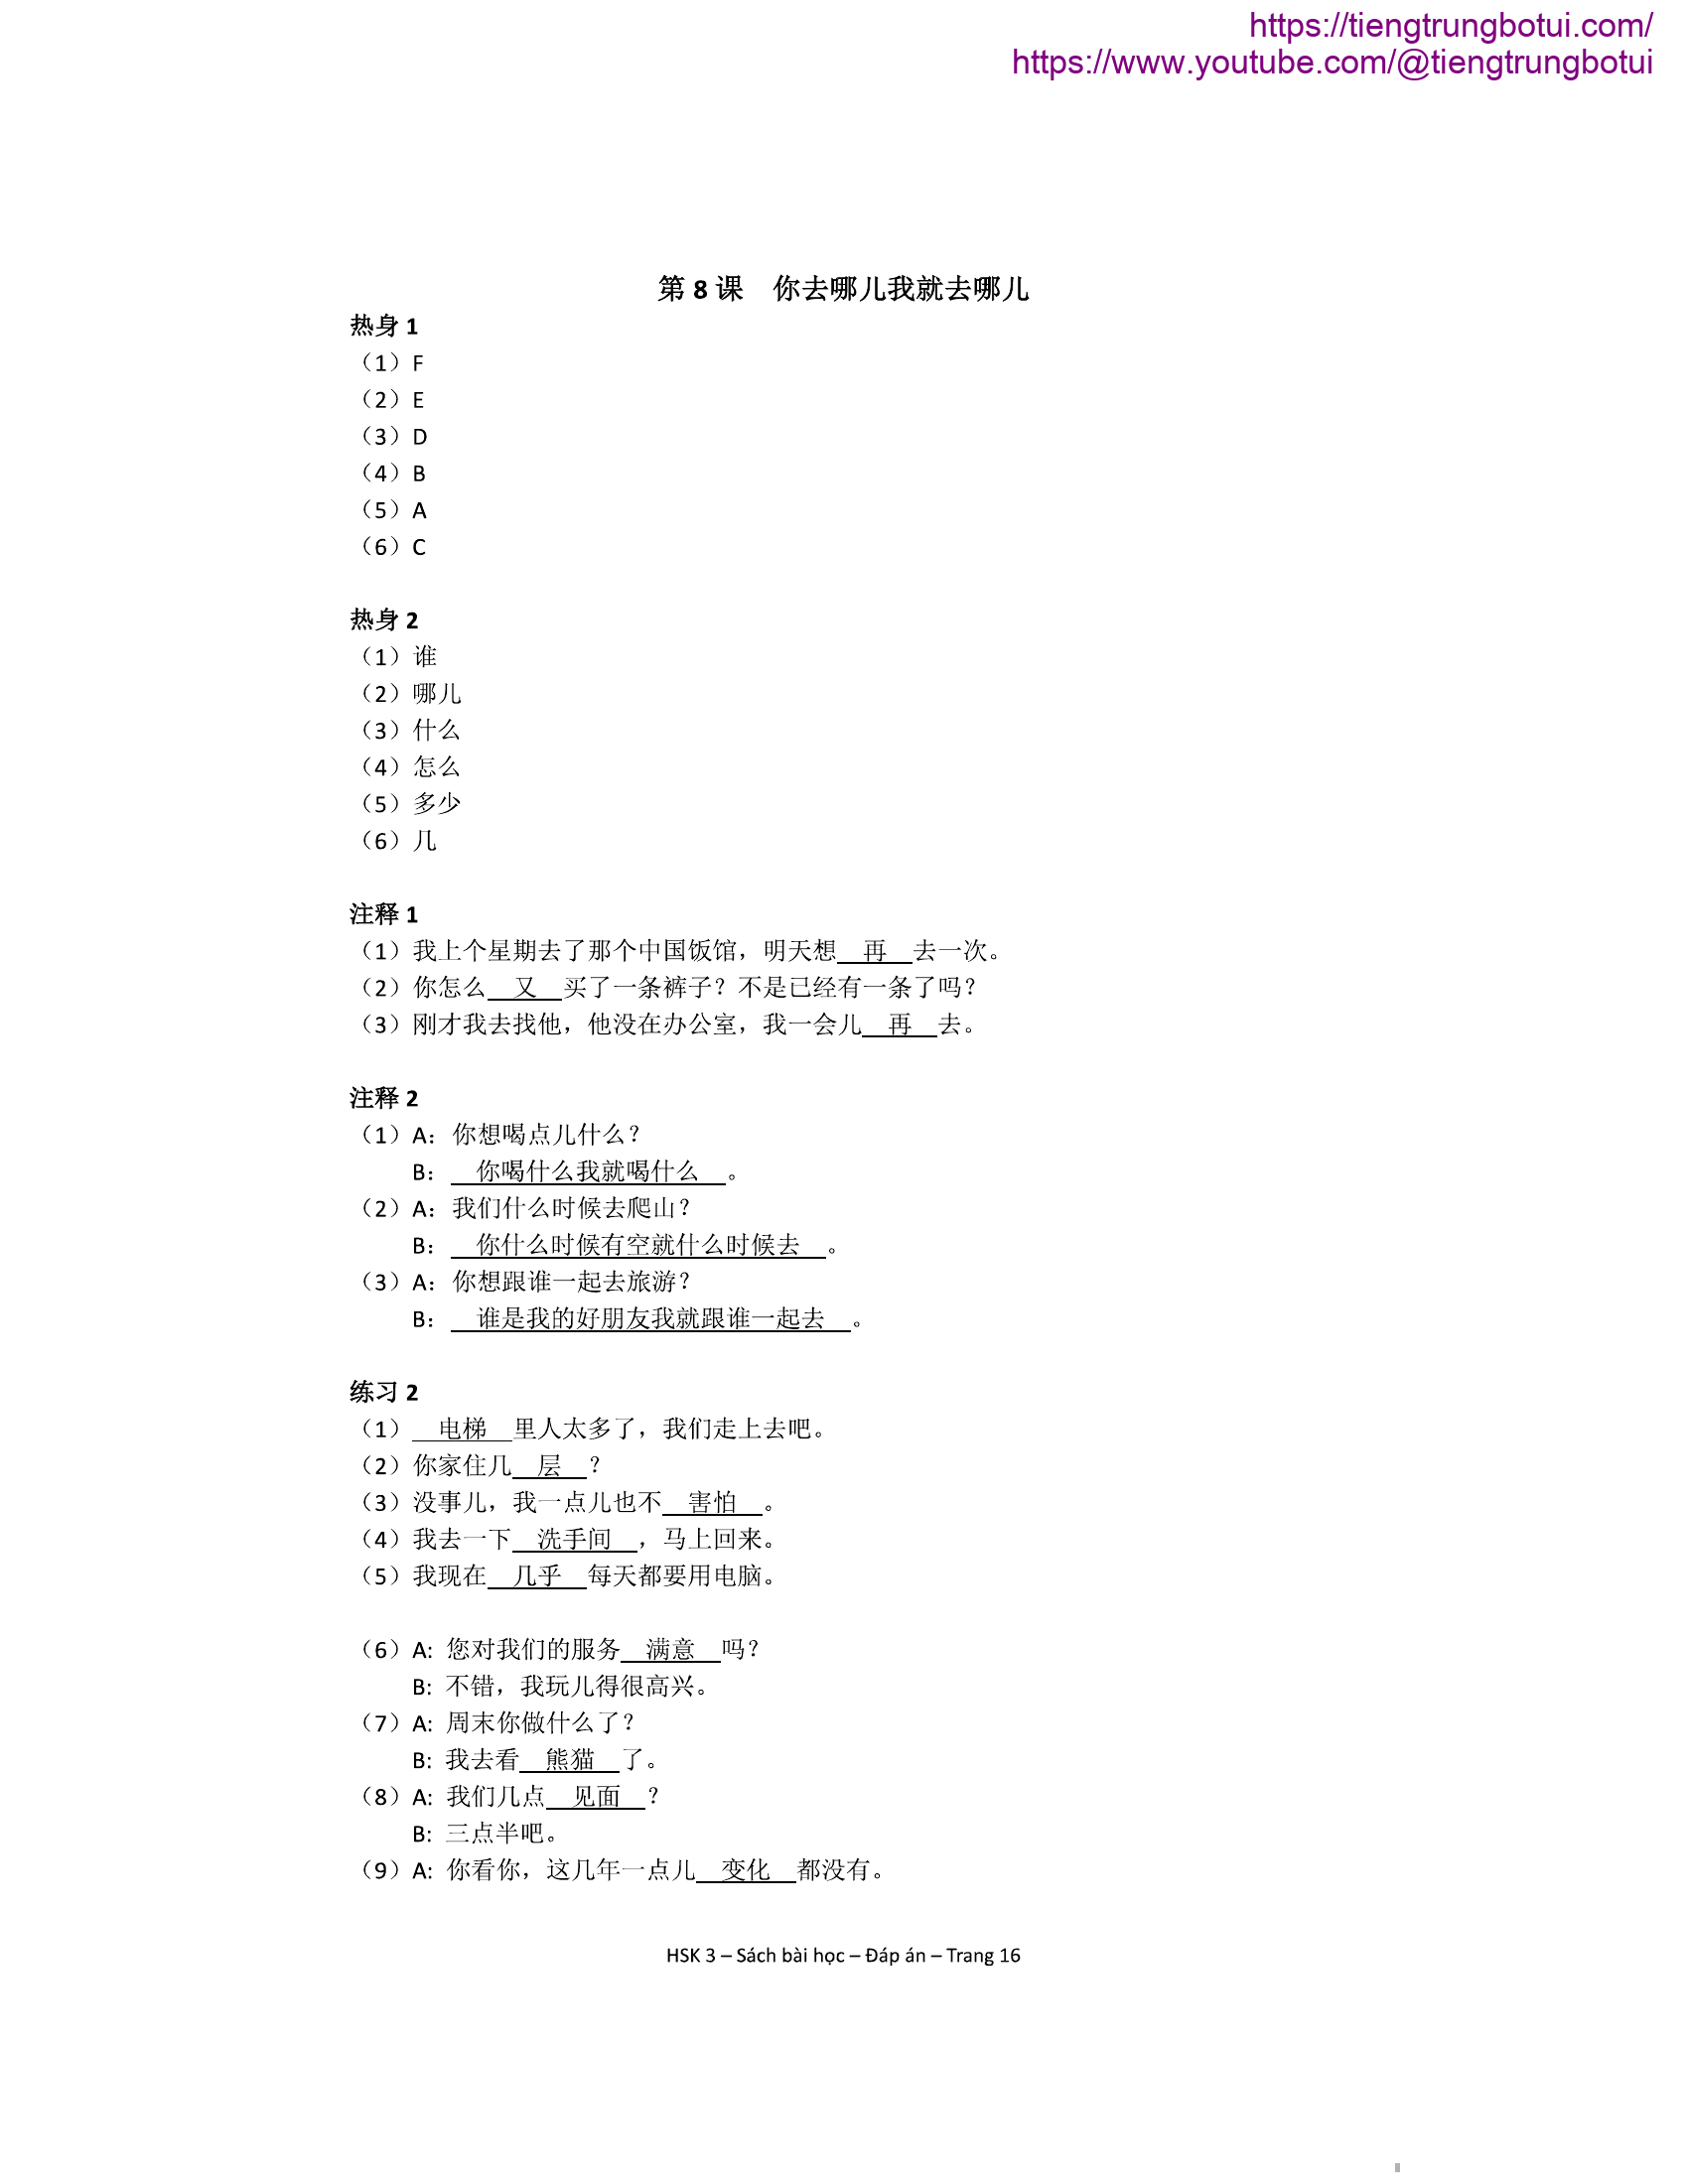 https://tiengtrungbotui.com/
https://www.youtube.com/@tiengtrungbotui
第 8 课 你去哪儿我就去哪儿
热身 1
（1）F
（2）E
（3）D
（4）B
（5）A
（6）C
热身 2
（1）谁
（2）哪儿
（3）什么
（4）怎么
（5）多少
（6）几
注释 1
（1）我上个星期去了那个中国饭馆，明天想__再__去一次。
（2）你怎么__又__买了一条裤子？不是已经有一条了吗？
（3）刚才我去找他，他没在办公室，我一会儿__再__去。
注释 2
（1）A：你想喝点儿什么？
B：__你喝什么我就喝什么__。
（2）A：我们什么时候去爬山？
B：__你什么时候有空就什么时候去__。
（3）A：你想跟谁一起去旅游？
B：__谁是我的好朋友我就跟谁一起去__。
练习 2
（1）__电梯__里人太多了，我们走上去吧。
（2）你家住几__层__？
（3）没事儿，我一点儿也不__害怕__。
（4）我去一下__洗手间__，马上回来。
（5）我现在__几乎__每天都要用电脑。
（6）A: 您对我们的服务__满意__吗？
B: 不错，我玩儿得很高兴。
（7）A: 周末你做什么了？
B: 我去看__熊猫__了。
（8）A: 我们几点__见面__？
B: 三点半吧。
（9）A: 你看你，这几年一点儿__变化__都没有。
HSK 3 – Sách bài học – Đáp án – Trang 16